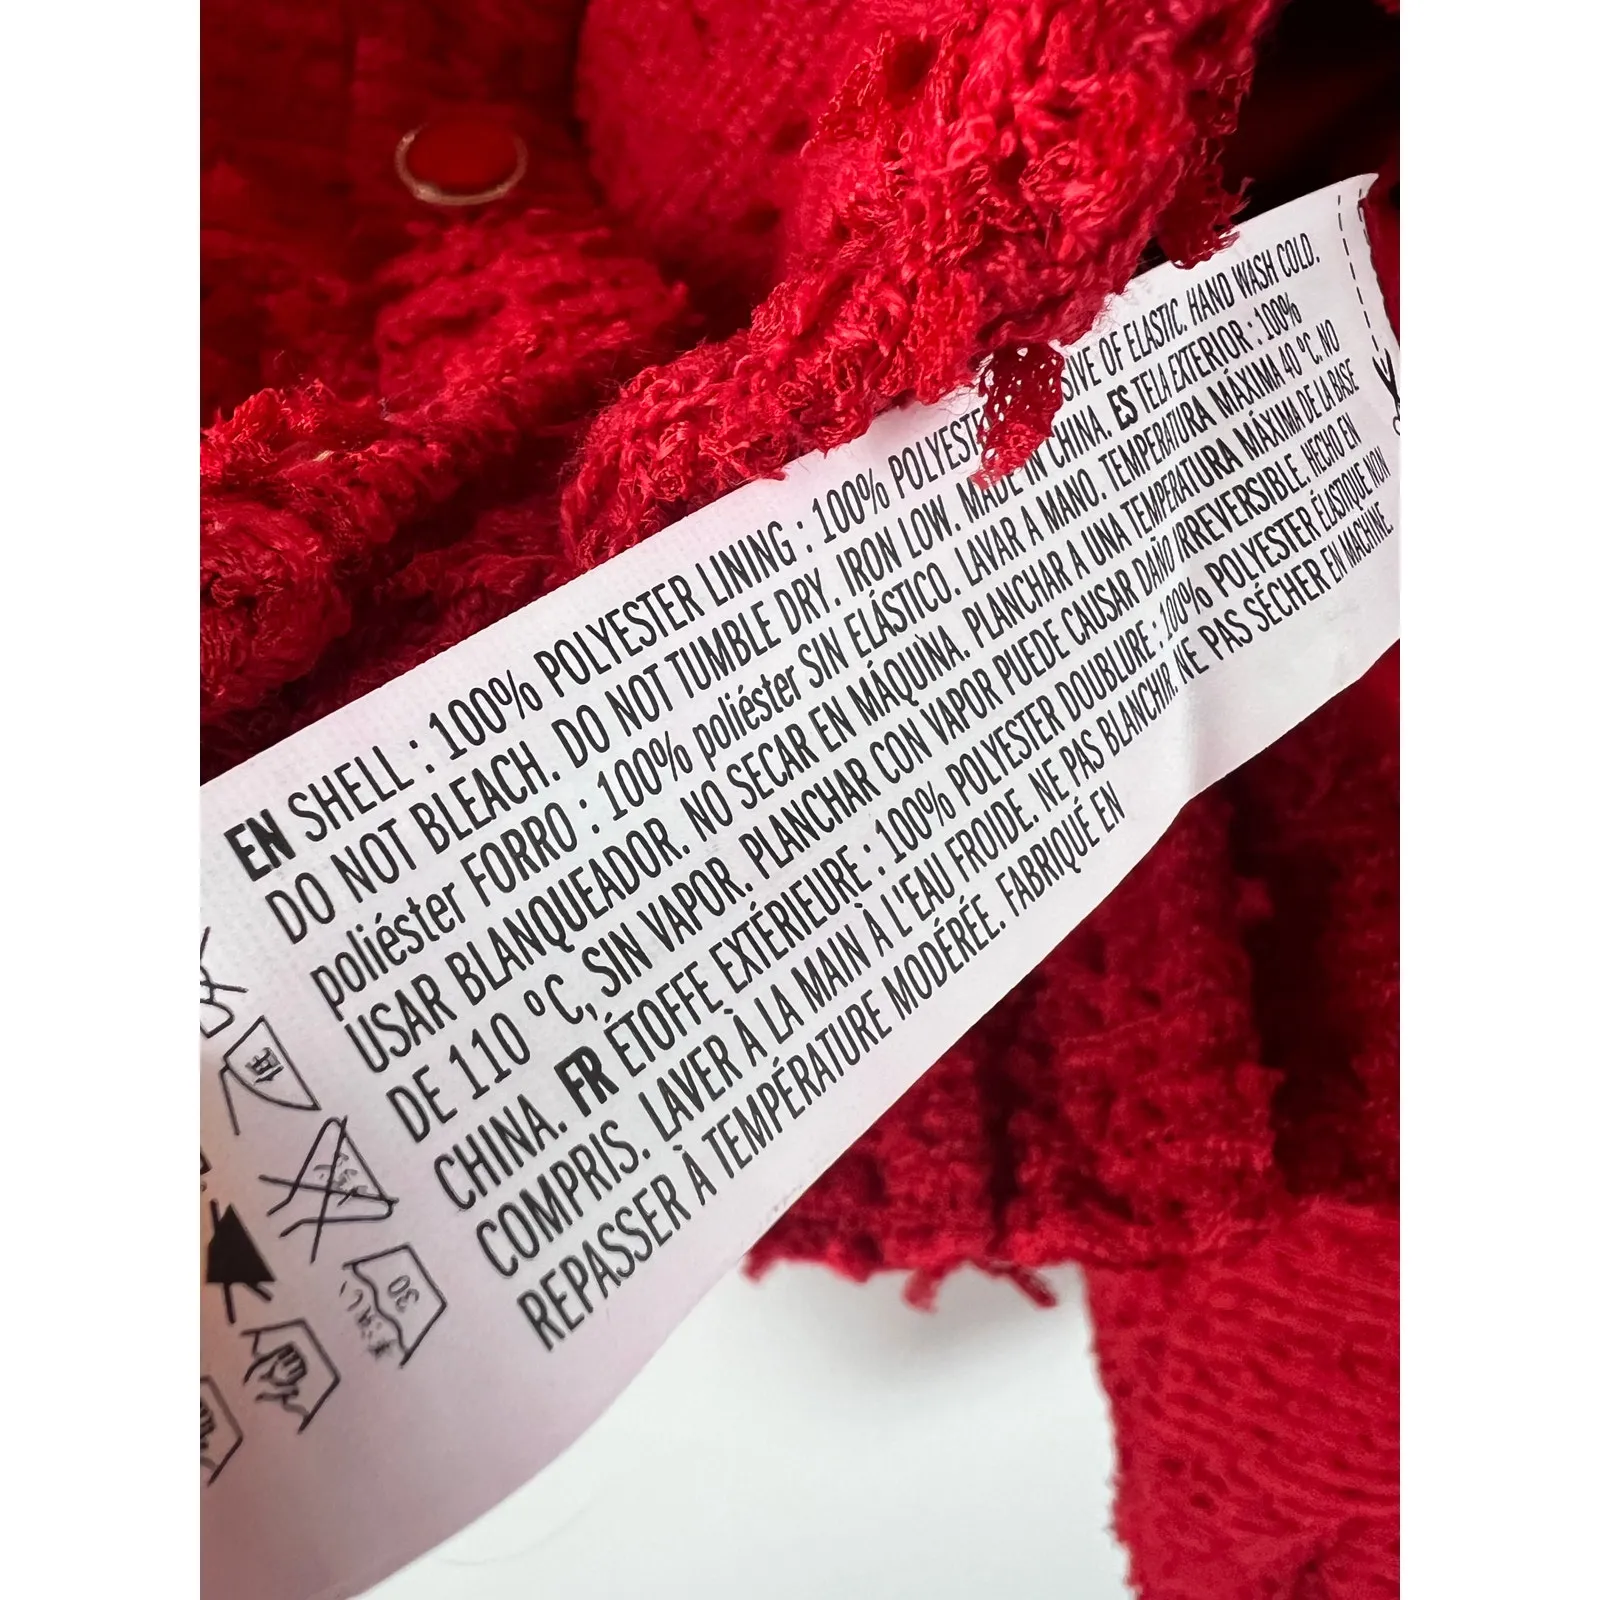 EN SHELL : 100% POLYESTER LINING : 100% POLYESTE SIVE OF ELASTIC. HAND WASH COLD.
DO NOT BLEACH. DO NOT TUMBLE DRY. IRON LOW. MADE IN CHINA. ES TELA EXTERIOR : 100%
poliéster FORRO : 100% poliéster SIN ELÁSTICO. LAVAR A MANO. TEMPERATURA MÁXIMA 40 °C. NO
USAR BLANQUEADOR. NO SECAR EN MÁQUINA. PLANCHAR A UNA TEMPERATURA MÁXIMA DE LA BASE
DE 110 °C, SIN VAPOR. PLANCHAR CON VAPOR PUEDE CAUSAR DAÑO IRREVERSIBLE. HECHO EN
CHINA. FR ÉTOFFE EXTÉRIEURE : 100% POLYESTER DOUBLURE : 100% POLYESTER ÉLASTIQUE NON
COMPRIS. LAVER À LA MAIN À L'EAU FROIDE. NE PAS BLANCHIR. NE PAS SÉCHER EN MACHINE.
REPASSER À TEMPÉRATURE MODÉRÉE. FABRIQUÉ EN
30